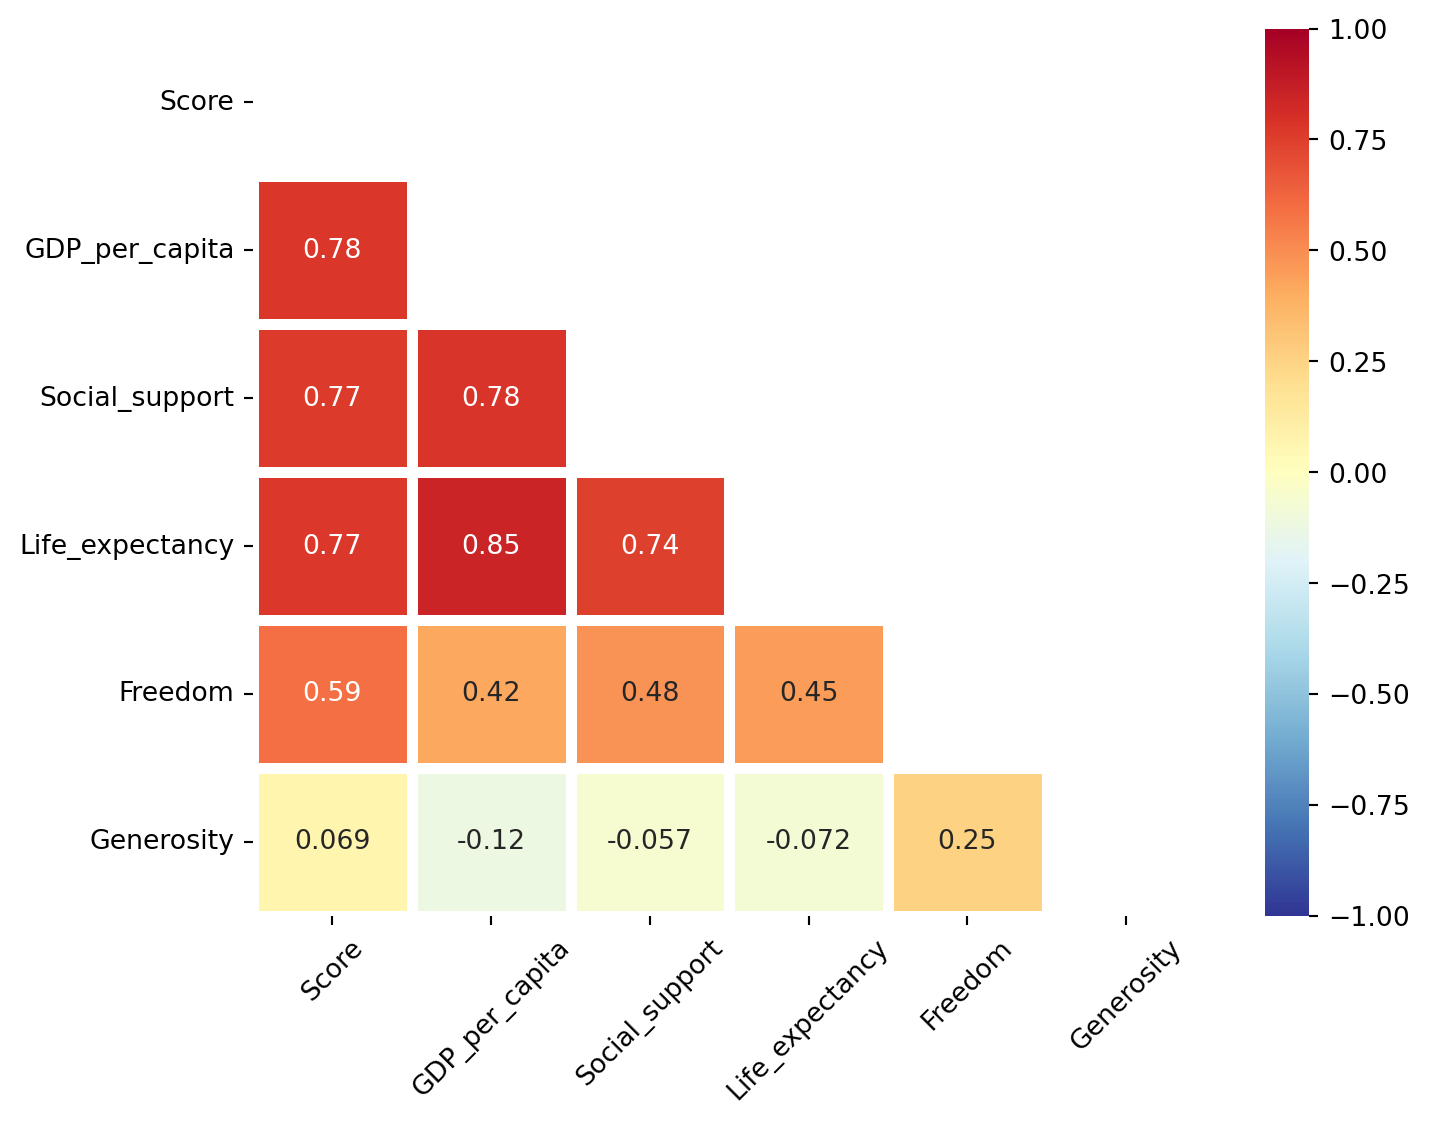 1.00
Score
0.75
GDP_per_capita 0.78
0.50
Social_support 0.77 0.78
0.25
0.00
Life_expectancy 0.77 0.85 0.74
−0.25
Freedom 0.59 0.42 0.48 0.45
−0.50
−0.75
Generosity 0.069 -0.12 -0.057 -0.072 0.25
−1.00
Score GDP_per_capita Social_support Life_expectancy Freedom Generosity